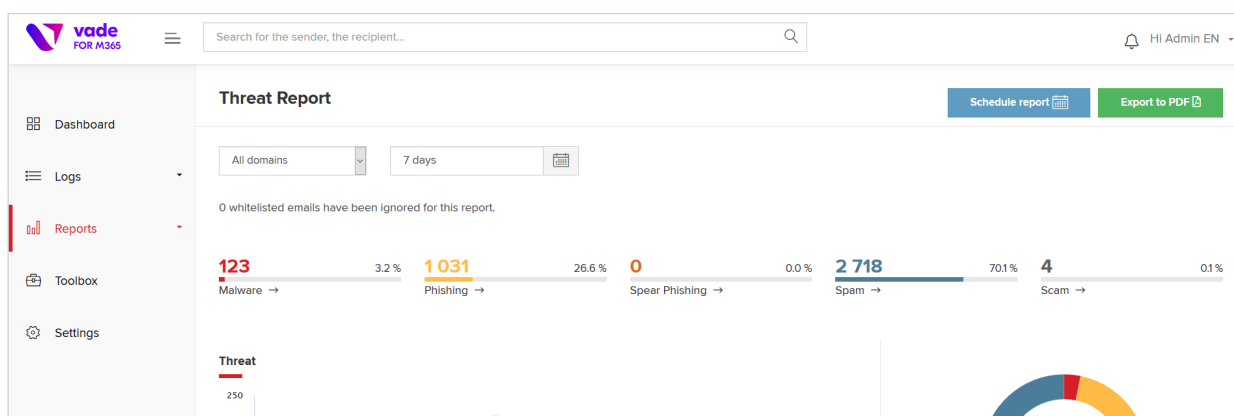 vade
FOR M365
Search for the sender, the recipient...
Hi Admin EN
Threat Report
Schedule report
Export to PDF
Dashboard
All domains
7 days
Logs
0 whitelisted emails have been ignored for this report.
Reports
123 3.2 % 1 031 26.6 % 0 0.0 % 2 718 70.1 % 4 0.1 %
Malware → Phishing → Spear Phishing → Spam → Scam →
Toolbox
Settings
Threat
250